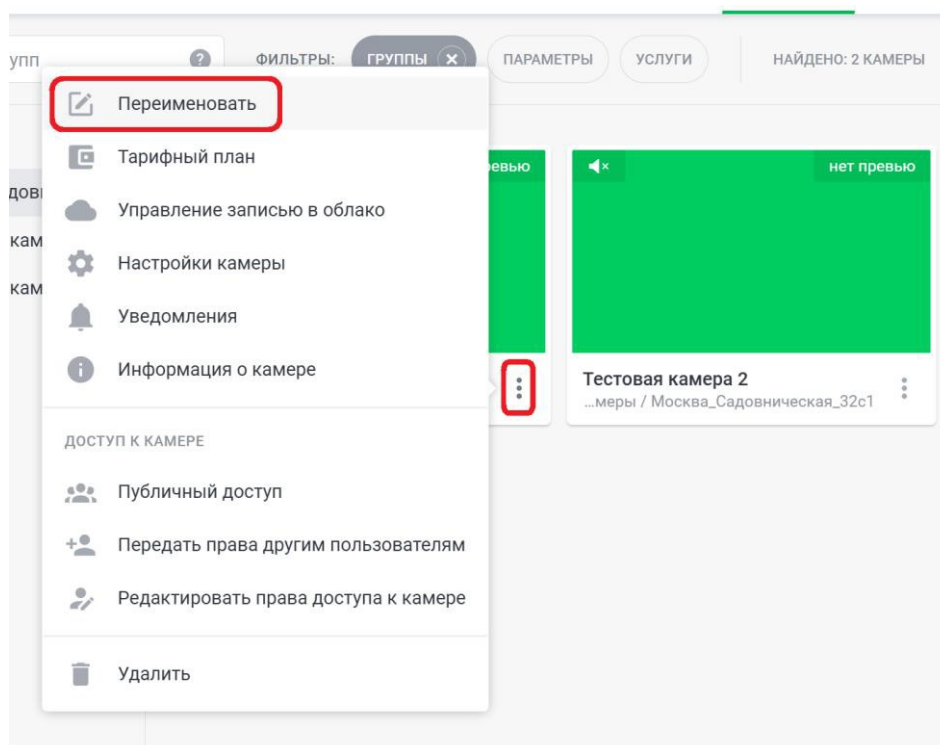 упп ? ФИЛЬТРЫ: ГРУППЫ ПАРАМЕТРЫ УСЛУГИ НАЙДЕНО: 2 КАМЕРЫ
Переименовать
Тарифный план
евью
нет превью
дов
Управление записью в облако
кам
Настройки камеры
кам
Уведомления
Информация о камере
Тестовая камера 2
...меры / Москва_Садовническая_32с1
ДОСТУП К КАМЕРЕ
Публичный доступ
Передать права другим пользователям
Редактировать права доступа к камере
Удалить